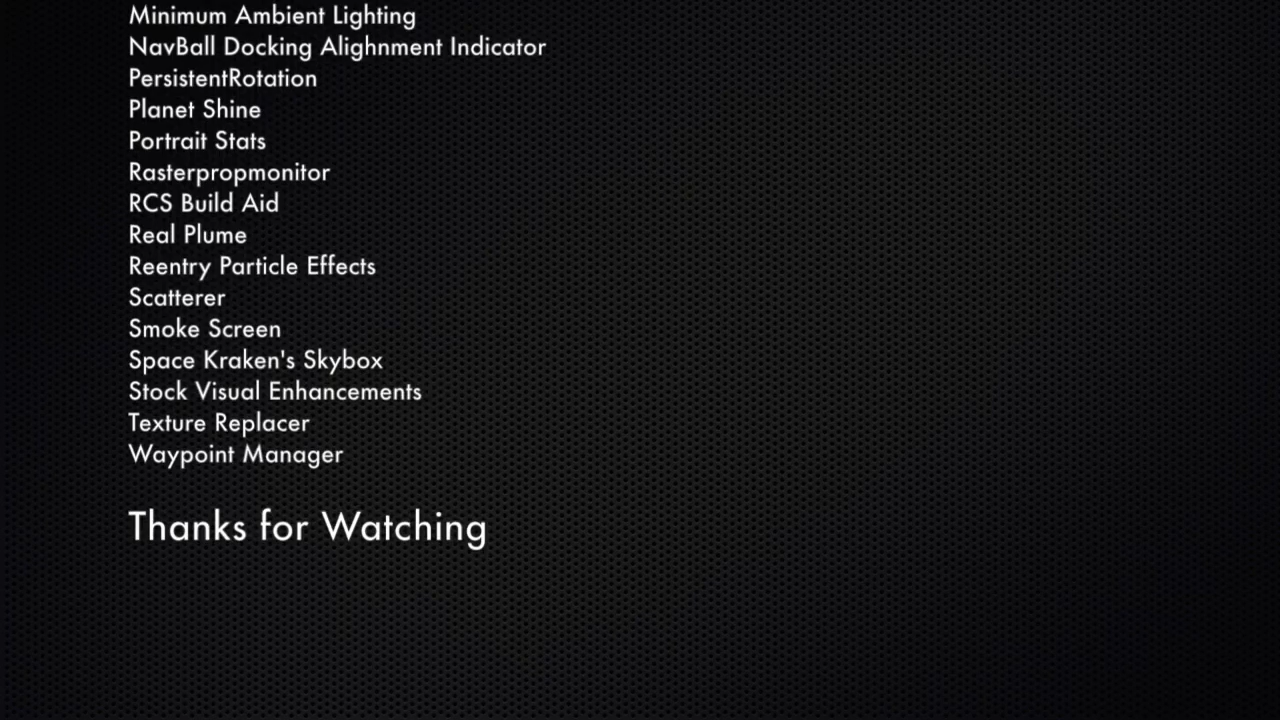 Minimum Ambient Lighting
NavBall Docking Alighnment Indicator
PersistentRotation
Planet Shine
Portrait Stats
Rasterpropmonitor
RCS Build Aid
Real Plume
Reentry Particle Effects
Scatterer
Smoke Screen
Space Kraken's Skybox
Stock Visual Enhancements
Texture Replacer
Waypoint Manager
Thanks for Watching